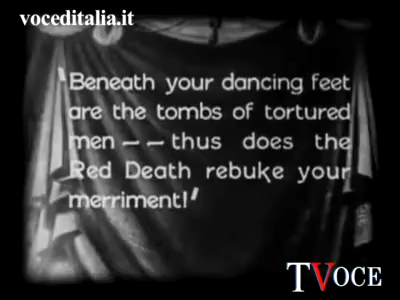 voceditalia.it
'Beneath your dancing feet
are the tombs of tortured
men -- thus does the
Red Death rebuke your
merriment!'
TVOCE